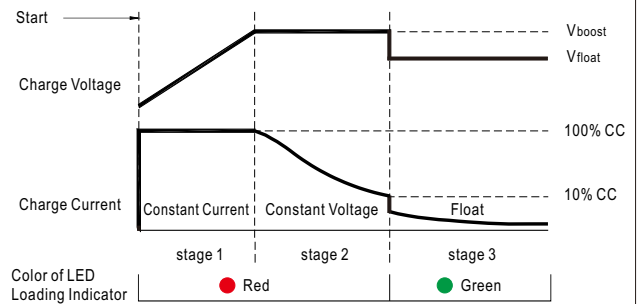 Start
Vboost
Vfloat
Charge Voltage
100% CC
10% CC
Charge Current
Constant Current
Constant Voltage
Float
stage 1
stage 2
stage 3
Color of LED
Loading Indicator
Red
Green